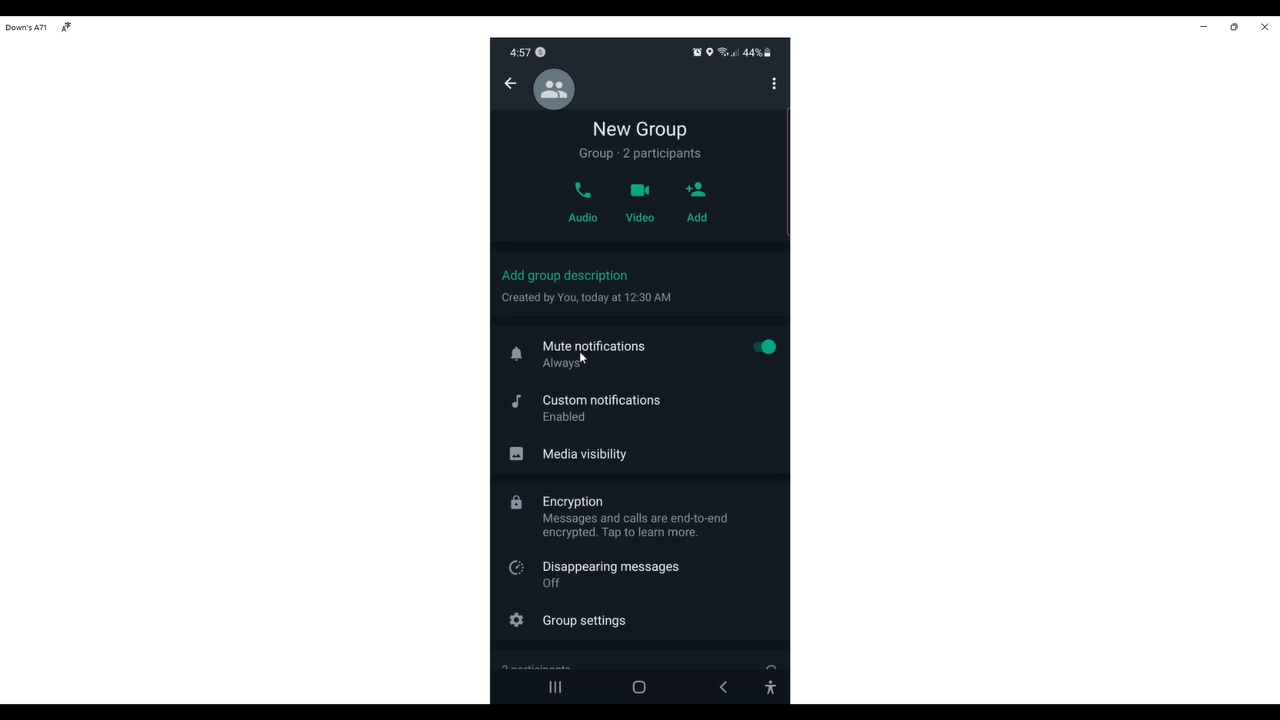 Down's A71
4:57
44%
New Group
Group · 2 participants
Audio
Video
Add
Add group description
Created by You, today at 12:30 AM
Mute notifications
Always
Custom notifications
Enabled
Media visibility
Encryption
Messages and calls are end-to-end
encrypted. Tap to learn more.
Disappearing messages
Off
Group settings
2 participants